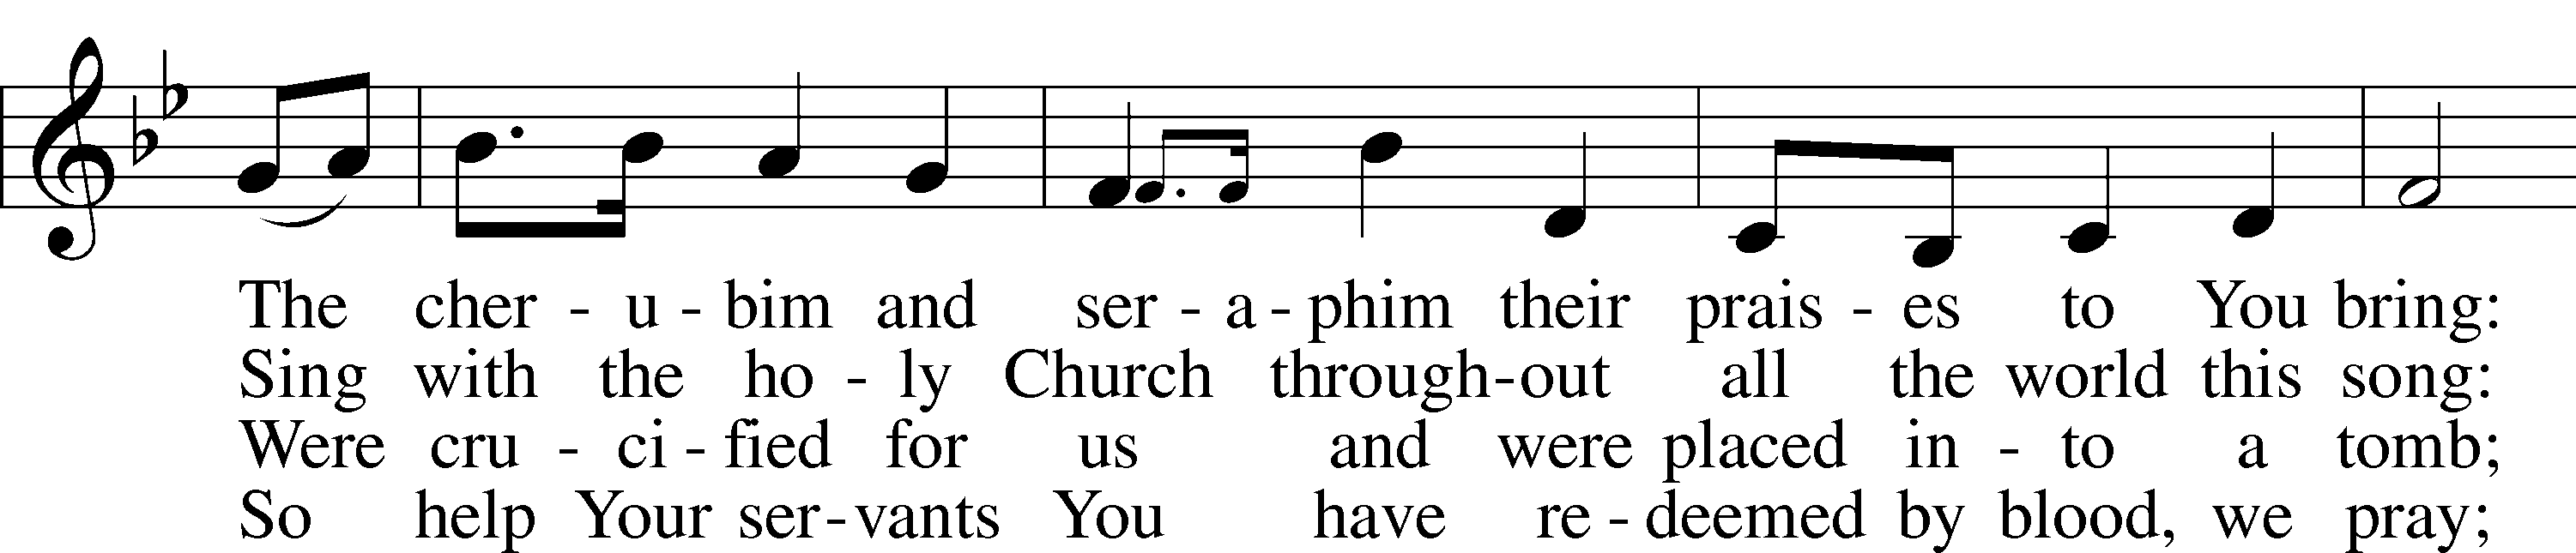 The cher - u - bim and ser - a - phim their prais - es to You bring:
Sing with the ho - ly Church through-out all the world this song:
Were cru - ci - fied for us and were placed in - to a tomb;
So help Your ser-vants You have re - deemed by blood, we pray;